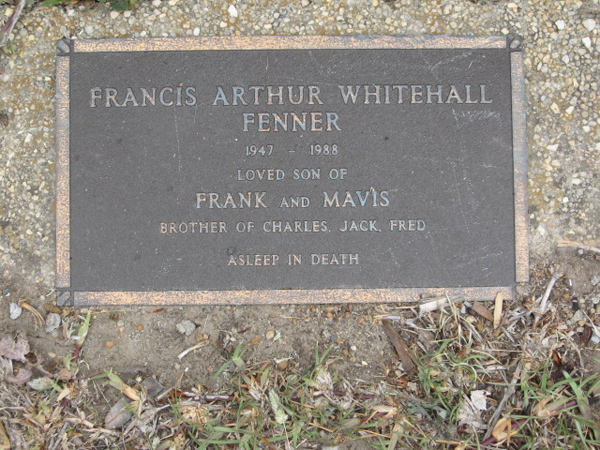 FRANCIS ARTHUR WHITEHALL
FENNER
1947 - 1988
LOVED SON OF
FRANK AND MAVIS
BROTHER OF CHARLES, JACK, FRED
ASLEEP IN DEATH